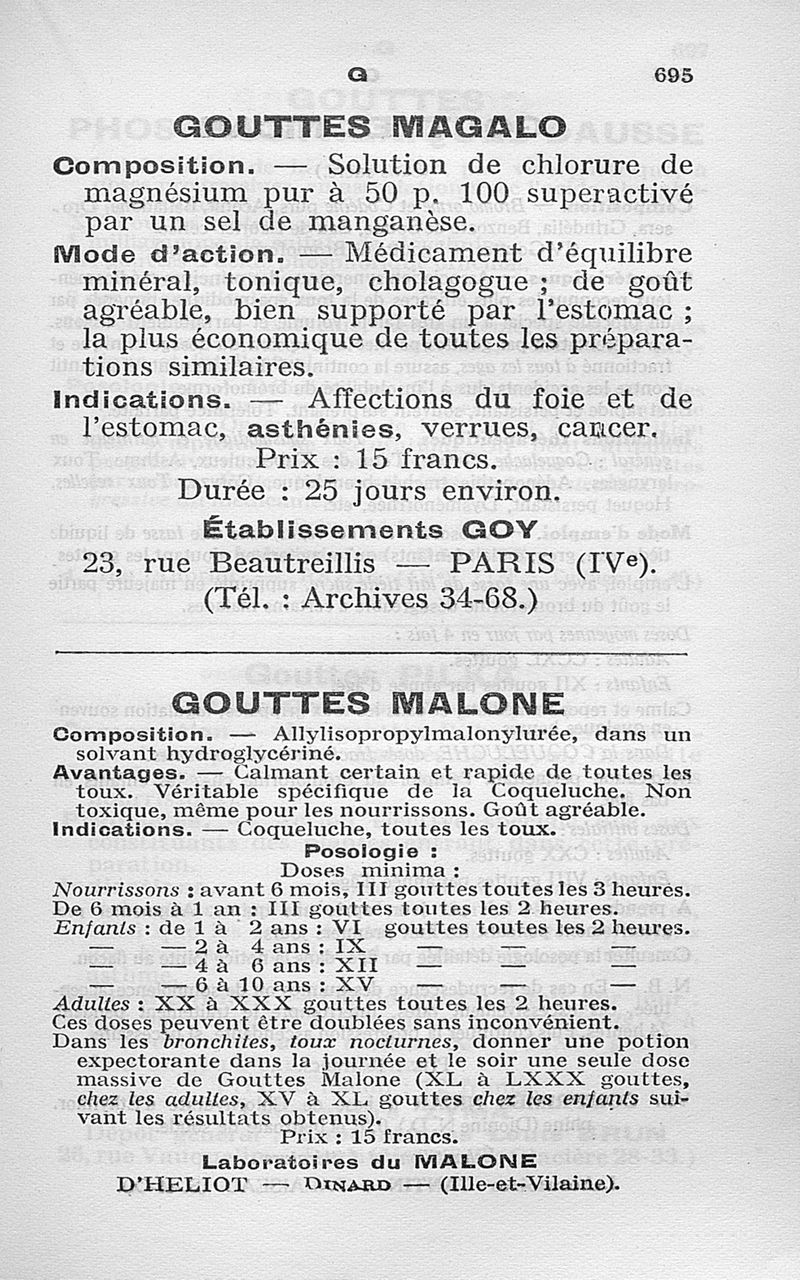 G 695
GOUTTES MAGALO
Composition. — Solution de chlorure de
magnésium pur à 50 p. 100 superactivé
par un sel de manganèse.
Mode d'action. — Médicament d'équilibre
minéral, tonique, cholagogue ; de goût
agréable, bien supporté par l'estomac ;
la plus économique de toutes les prépara-
tions similaires.
Indications. — Affections du foie et de
l'estomac, asthénies, verrues, cancer.
Prix : 15 francs.
Durée : 25 jours environ.
Établissements GOY
23, rue Beautreillis — PARIS (IVe).
(Tél. : Archives 34-68.)
GOUTTES MALONE
Composition. — Allylisopropylmalonylurée, dans un
solvant hydroglycériné.
Avantages. — Calmant certain et rapide de toutes les
toux. Véritable spécifique de la Coqueluche. Non
toxique, même pour les nourrissons. Goût agréable.
Indications. — Coqueluche, toutes les toux.
Posologie :
Doses minima :
Nourrissons : avant 6 mois, III gouttes toutes les 3 heures.
De 6 mois à 1 an : III gouttes toutes les 2 heures.
Enfants : de 1 à 2 ans : VI gouttes toutes les 2 heures.
— — 2 à 4 ans : IX — — —
— — 4 à 6 ans : XII — — —
— — 6 à 10 ans : XV — — —
Adultes : XX à XXX gouttes toutes les 2 heures.
Ces doses peuvent être doublées sans inconvénient.
Dans les bronchites, toux nocturnes, donner une potion
expectorante dans la journée et le soir une seule dose
massive de Gouttes Malone (XL à LXXX gouttes,
chez les adultes, XV à XL gouttes chez les enfants sui-
vant les résultats obtenus).
Prix : 15 francs.
Laboratoires du MALONE
D'HELIOT — DINARD — (Ille-et-Vilaine).